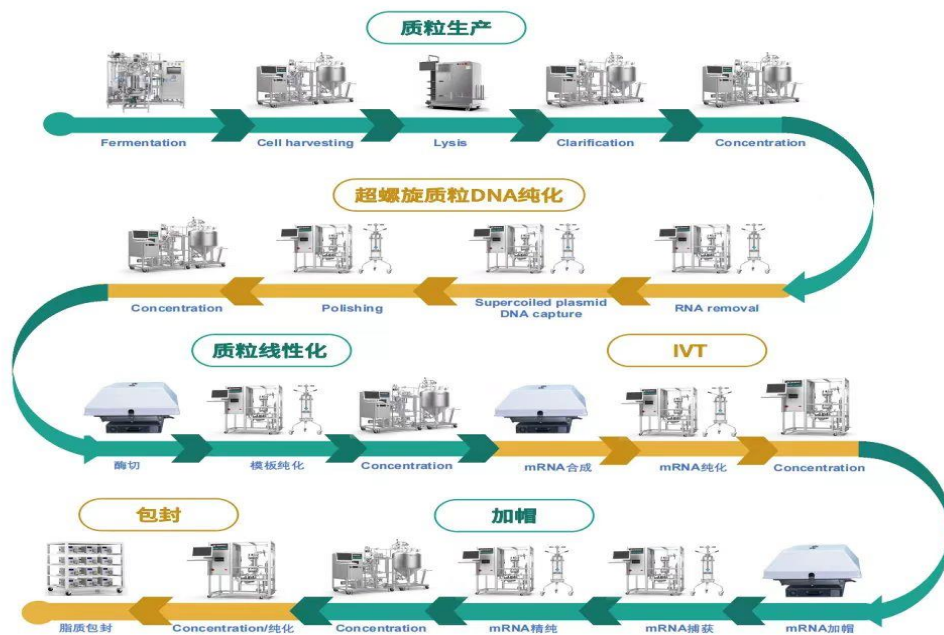 质粒生产
Fermentation
Cell harvesting
Lysis
Clarification
Concentration
超螺旋质粒DNA纯化
Concentration
Polishing
Supercoiled plasmid
DNA capture
RNA removal
质粒线性化
IVT
酶切
模板纯化
Concentration
mRNA合成
mRNA纯化
Concentration
包封
加帽
脂质包封
Concentration/纯化
Concentration
mRNA精纯
mRNA捕获
mRNA加帽